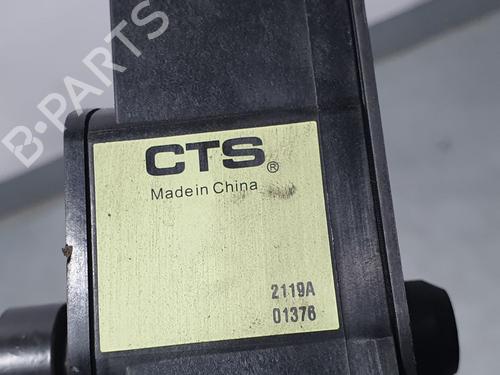 B-PARTS
CTS®
Made in China
2119A
01376